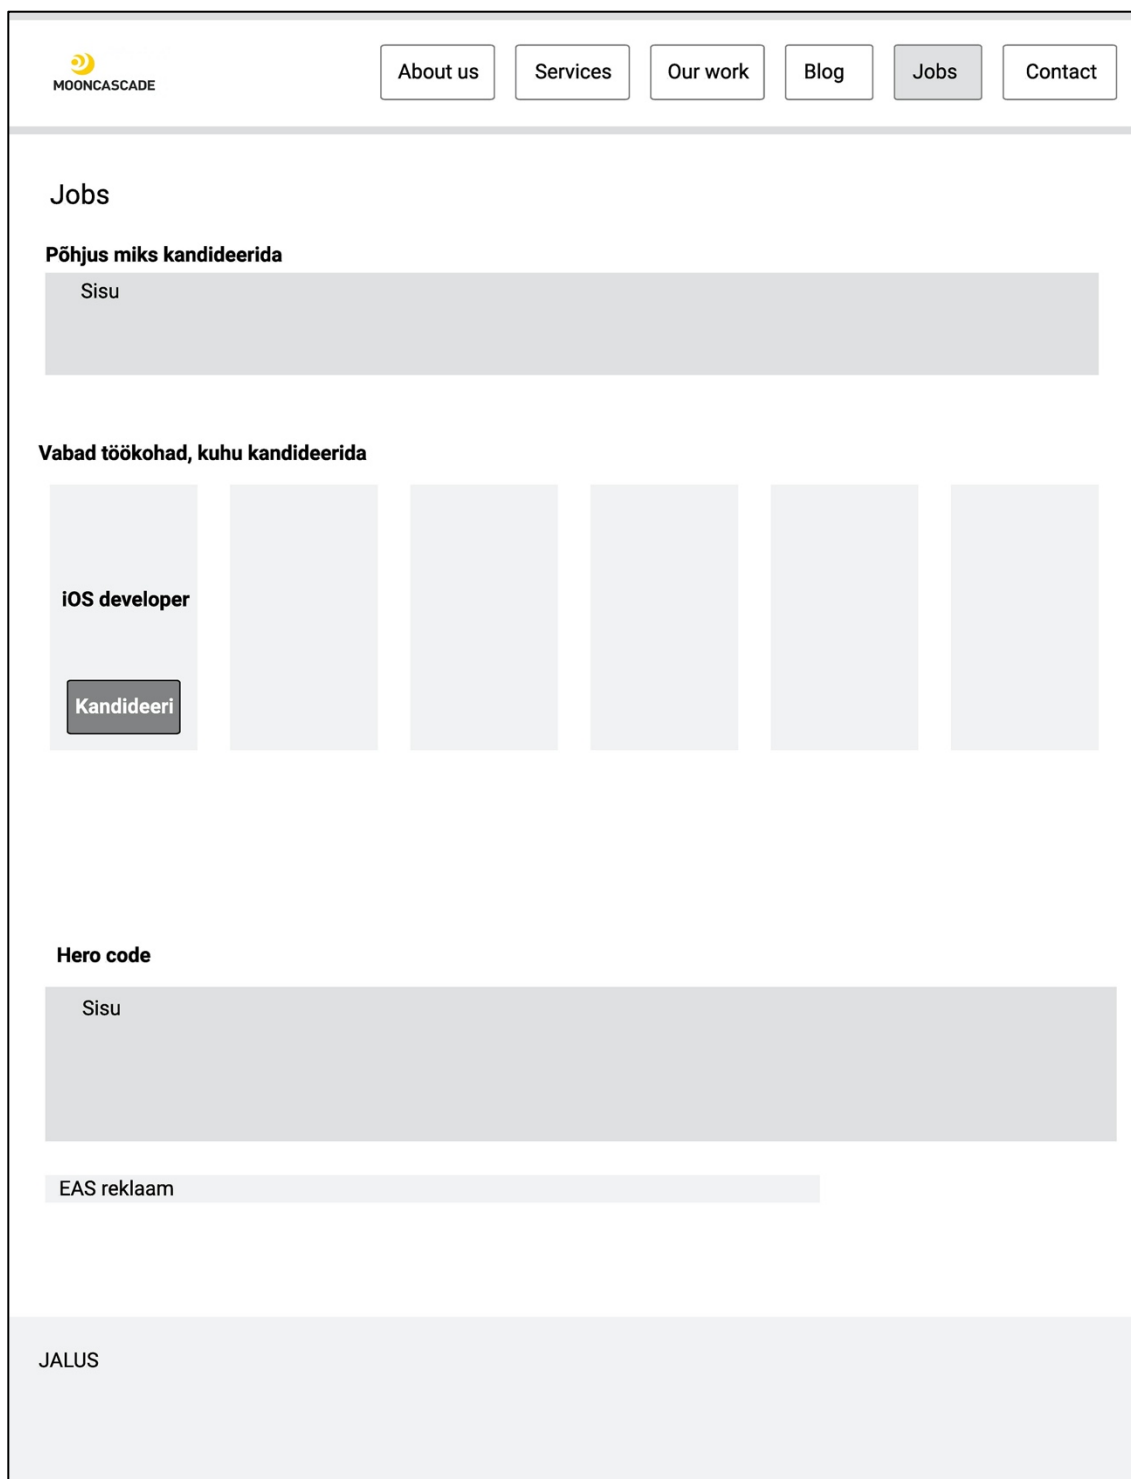 MOONCASCADE
About us
Services
Our work
Blog
Jobs
Contact
Jobs
Põhjus miks kandideerida
Sisu
Vabad töökohad, kuhu kandideerida
iOS developer
Kandideeri
Hero code
Sisu
EAS reklaam
JALUS